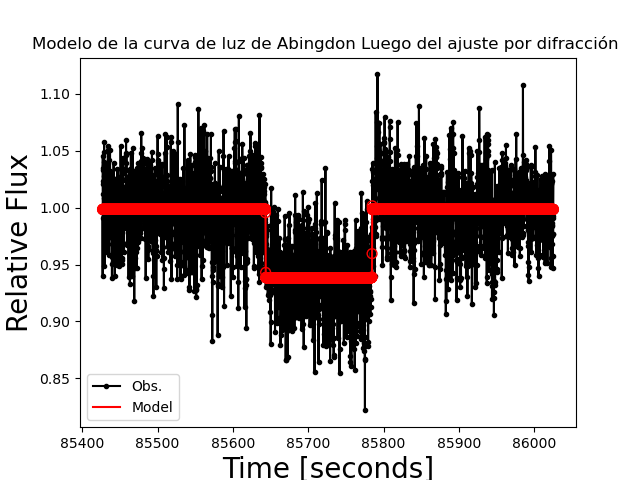 Modelo de la curva de luz de Abingdon Luego del ajuste por difracción
Relative Flux
1.10
1.05
1.00
0.95
0.90
0.85
Obs.
Model
85400 85500 85600 85700 85800 85900 86000
Time [seconds]